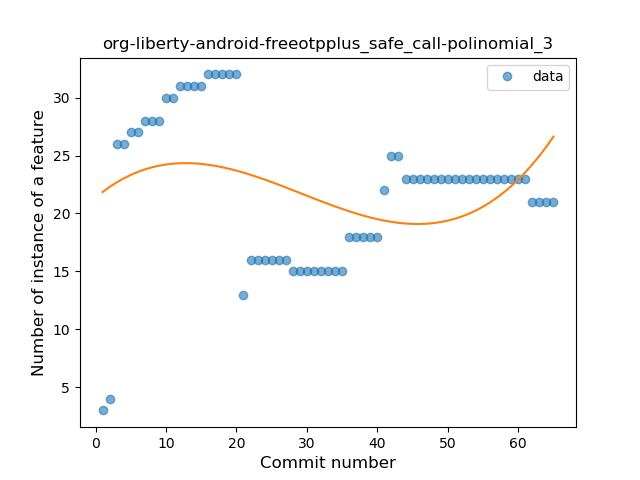 org-liberty-android-freeotpplus_safe_call-polinomial_3
data
Number of instance of a feature
30
25
20
15
10
5
0 10 20 30 40 50 60
Commit number